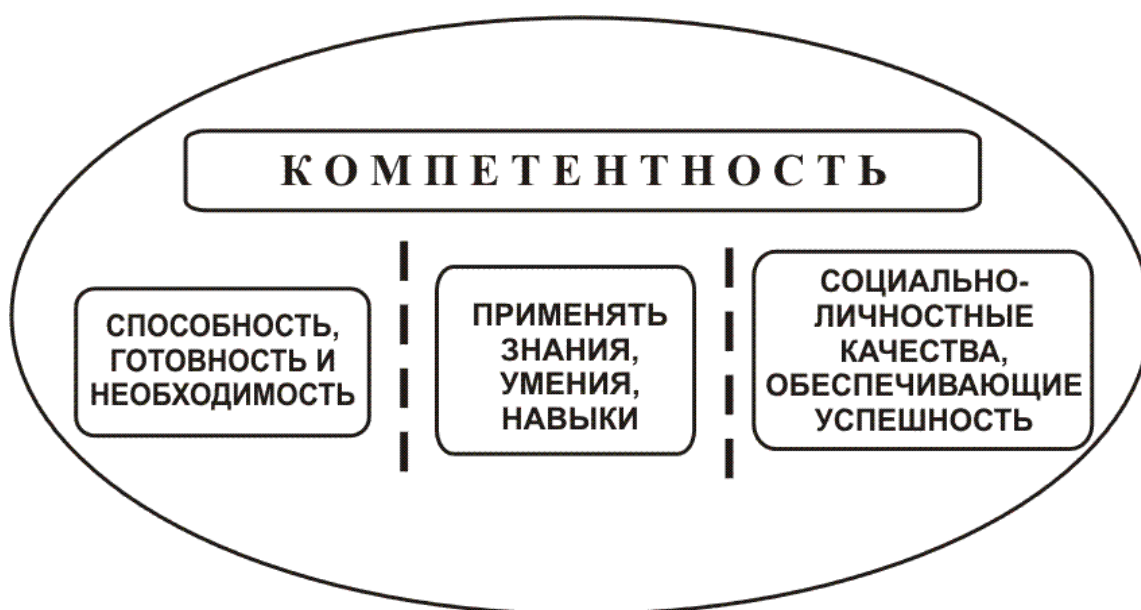 КОМПЕТЕНТНОСТЬ
СПОСОБНОСТЬ,
ГОТОВНОСТЬ И
НЕОБХОДИМОСТЬ
ПРИМЕНЯТЬ
ЗНАНИЯ,
УМЕНИЯ,
НАВЫКИ
СОЦИАЛЬНО-
ЛИЧНОСТНЫЕ
КАЧЕСТВА,
ОБЕСПЕЧИВАЮЩИЕ
УСПЕШНОСТЬ